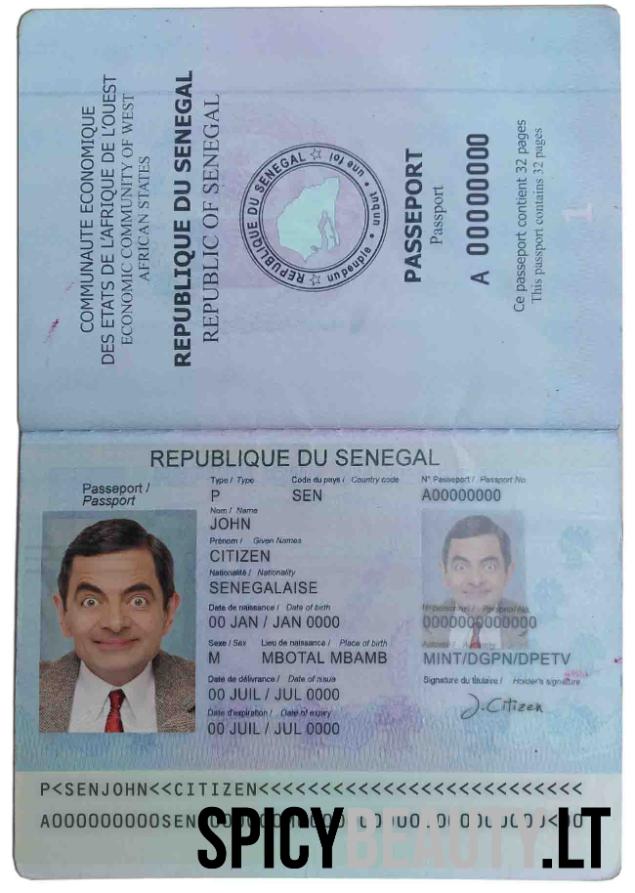 COMMUNAUTE ECONOMIQUE
DES ETATS DE L'AFRIQUE DE L'OUEST
ECONOMIC COMMUNITY OF WEST
AFRICAN STATES
REPUBLIQUE DU SENEGAL
REPUBLIC OF SENEGAL
REPUBLIQUE DU SENEGAL
un peuple • un but • une foi
PASSEPORT
Passport
A 00000000
Ce passeport contient 32 pages
This passport contains 32 pages
1
REPUBLIQUE DU SENEGAL
Passeport /
Passport
Type / Type Code du pays / Country code N° Passeport / Passport No
P SEN A00000000
Nom / Name
JOHN
Prénom / Given Names
CITIZEN
Nationalité / Nationality
SENEGALAISE
Date de naissance / Date of birth N° personnel / Personal No.
00 JAN / JAN 0000 0000000000000
Sexe / Sex Lieu de naissance / Place of birth
M MBOTAL MBAMB MINT/DGPN/DPETV
Date de délivrance / Date of issue Signature du titulaire / Holder's signature
00 JUIL / JUL 0000 J.Citizen
Date d'expiration / Date of expiry
00 JUIL / JUL 0000
P<SENJOHN<<CITIZEN<<<<<<<<<<<<<<<<<<<<<<<<<<
SPICYBEAUTY.LT